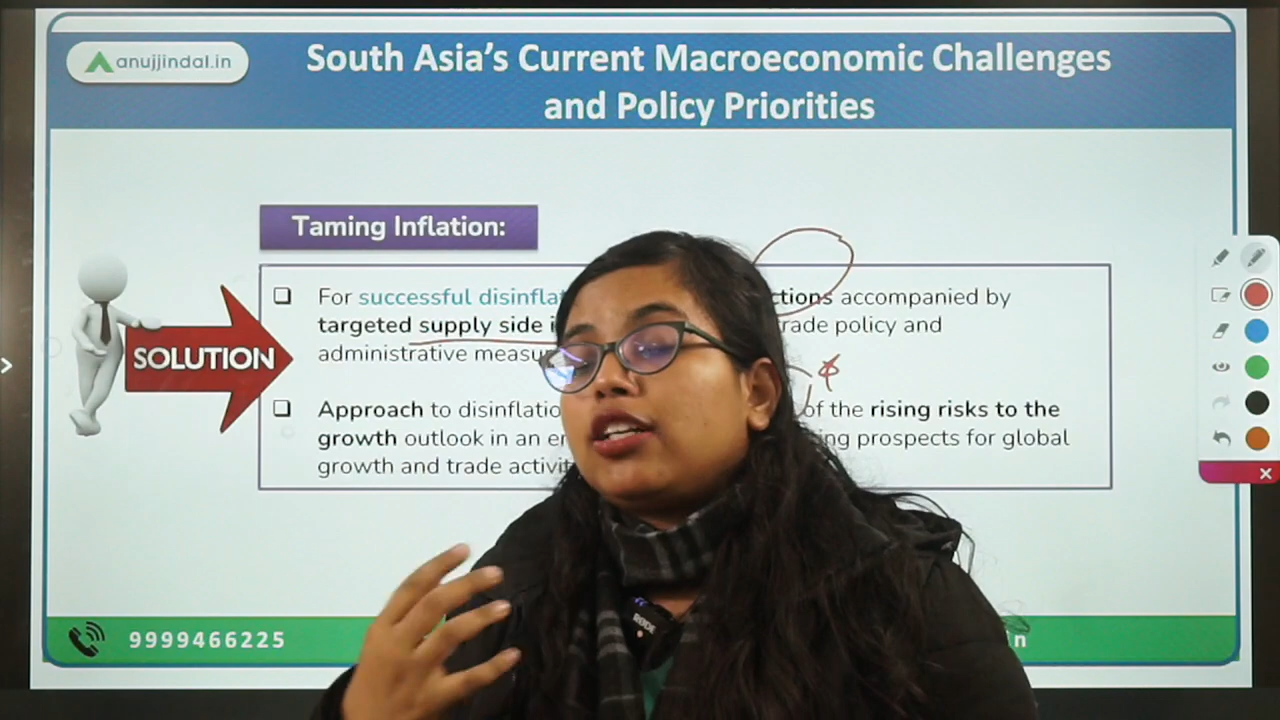 anujjindal.in
South Asia's Current Macroeconomic Challenges
and Policy Priorities
Taming Inflation:
For successful disinflat ctions accompanied by
targeted supply side i rade policy and
administrative measu
SOLUTION
Approach to disinflatio of the rising risks to the
growth outlook in an e ing prospects for global
growth and trade activit
9999466225
in
RØDE